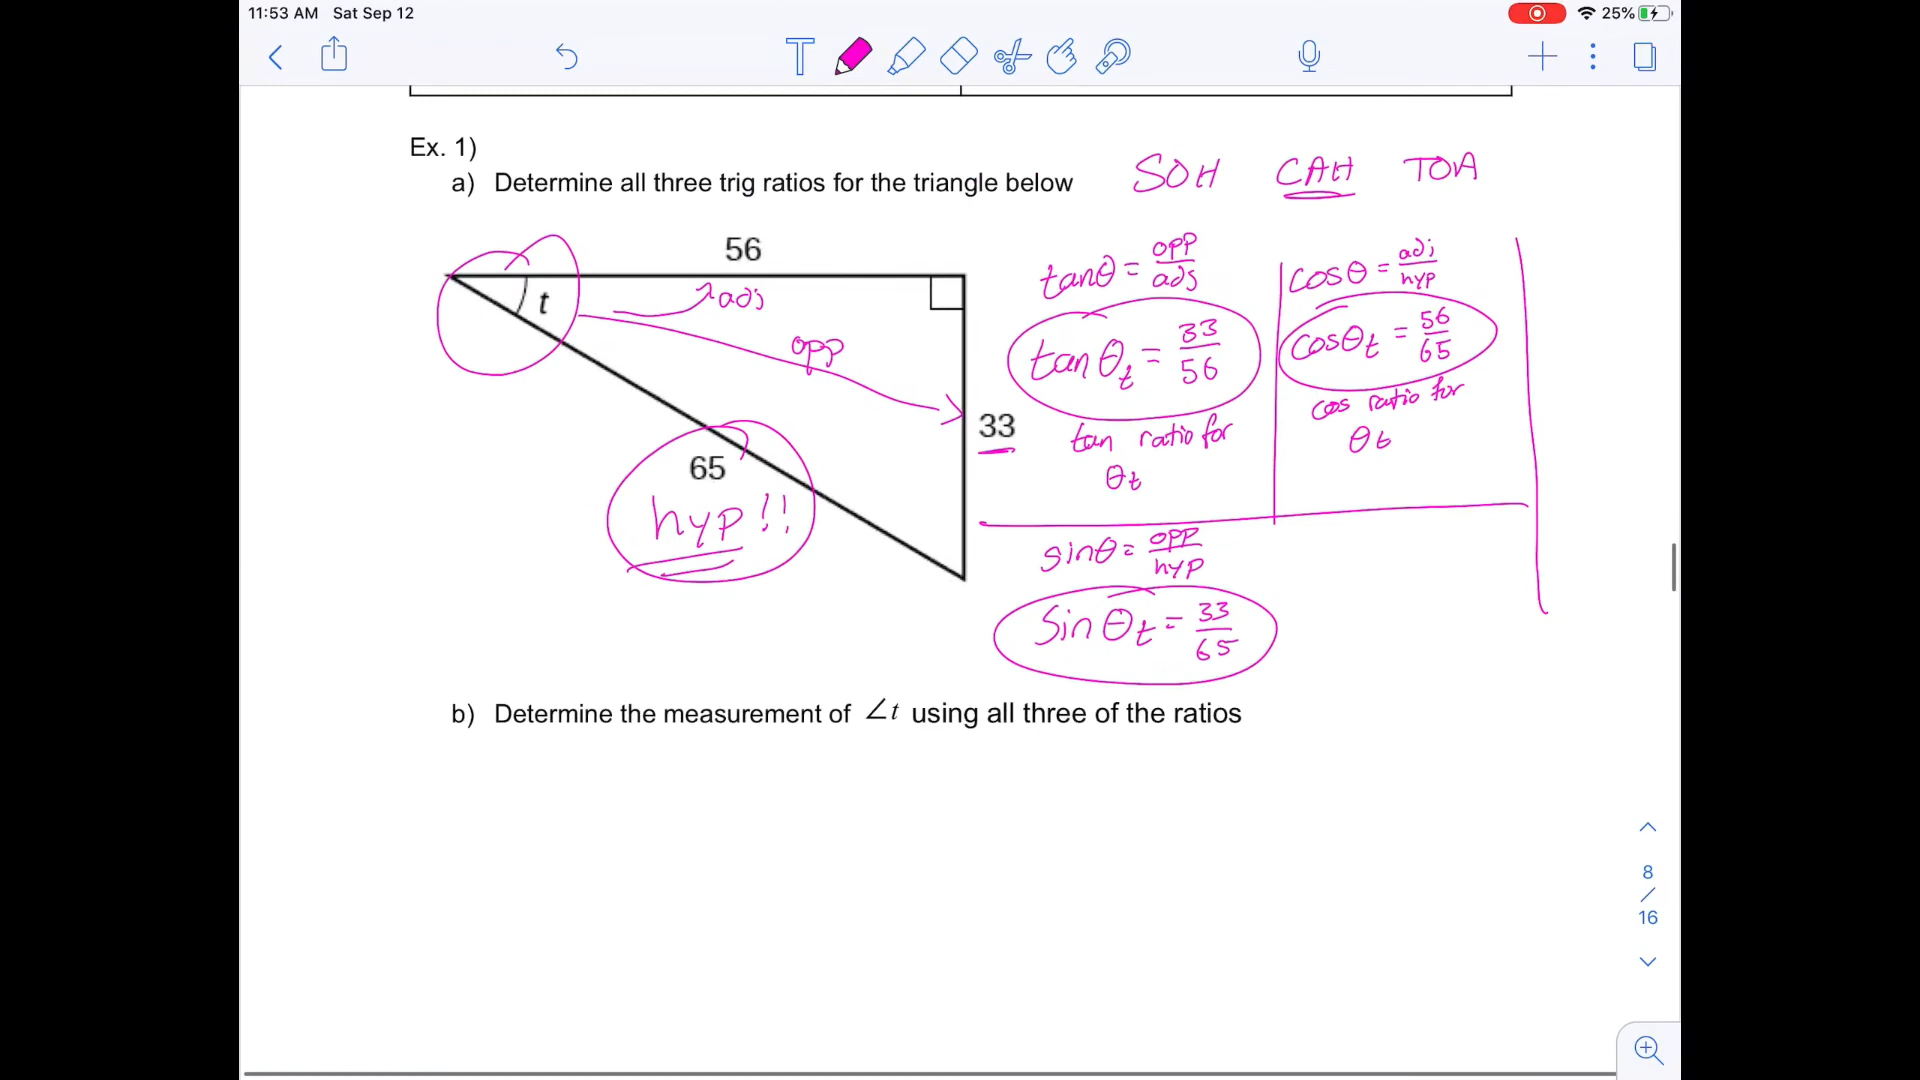 11:53 AM Sat Sep 12
25%
T
Ex. 1)
a) Determine all three trig ratios for the triangle below
SOH CAH TOA
56
t
adj
opp
33
65
hyp!!
tanθ = opp/adj
tan θt = 33/56
tan ratio for
θt
cosθ = adj/hyp
cosθt = 56/65
cos ratio for
θt
sinθ = opp/hyp
sin θt = 33/65
b) Determine the measurement of ∠t using all three of the ratios
8
/
16